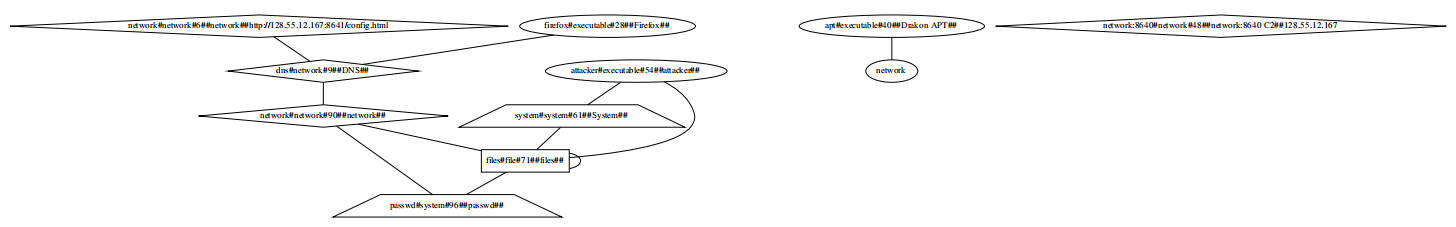 network#network#6##network##http://128.55.12.167:8641/config.html
firefox#executable#28##Firefox##
apt#executable#40##Drakon APT##
network:8640#network#48##network:8640 C2##128.55.12.167
dns#network#9##DNS##
attacker#executable#54##attacker##
network
network#network#90##network##
system#system#61##System##
files#file#71##files##
passwd#system#96##passwd##